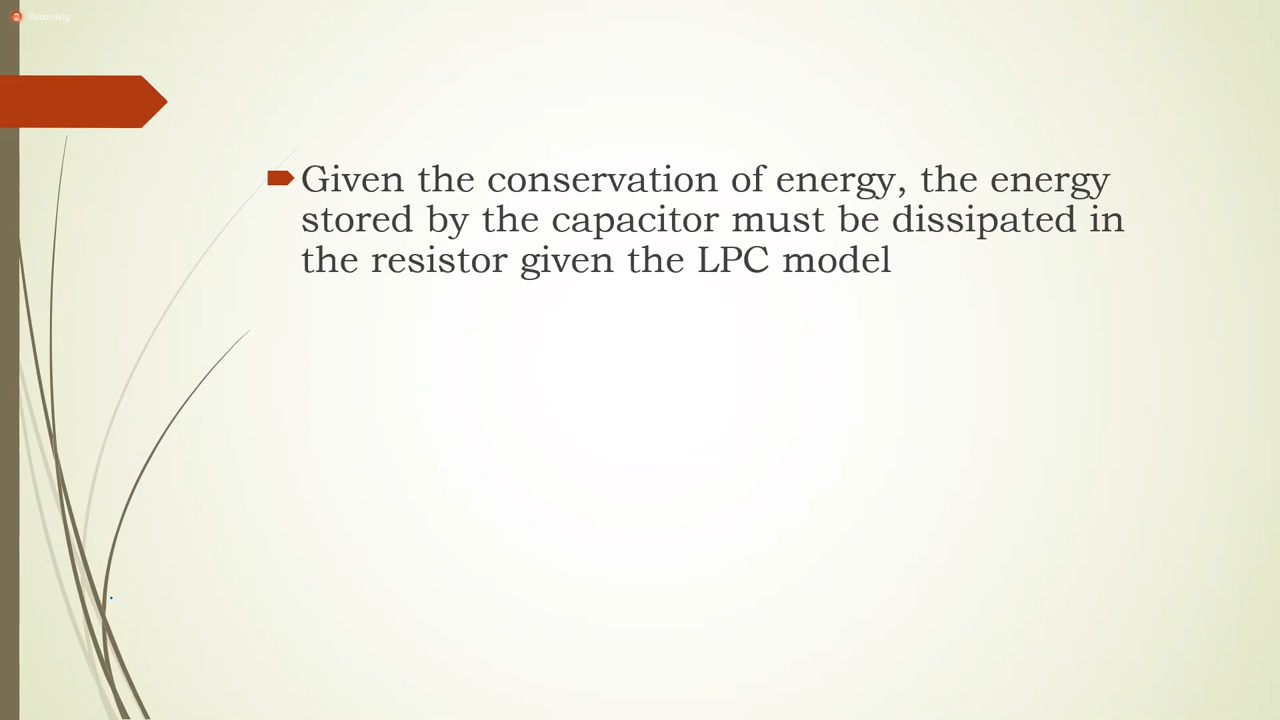 Recording
Given the conservation of energy, the energy
stored by the capacitor must be dissipated in
the resistor given the LPC model